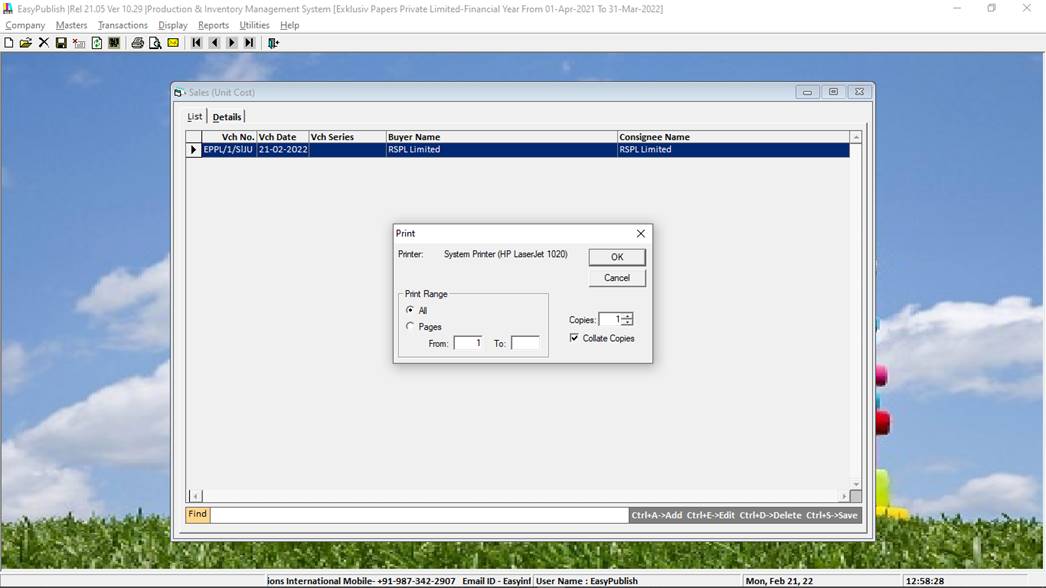 EasyPublish |Rel 21.05 Ver 10.29 |Production & Inventory Management System [Exklusiv Papers Private Limited-Financial Year From 01-Apr-2021 To 31-Mar-2022]
Company Masters Transactions Display Reports Utilities Help
Sales (Unit Cost)
List Details
Vch No. Vch Date Vch Series Buyer Name Consignee Name
EPPL/1/SIJU 21-02-2022 RSPL Limited RSPL Limited
Print
Printer: System Printer (HP LaserJet 1020) OK
Cancel
Print Range
All
Pages
From: 1 To:
Copies: 1
Collate Copies
Find Ctrl+A->Add Ctrl+E->Edit Ctrl+D->Delete Ctrl+S->Save
ions International Mobile- +91-987-342-2907 Email ID - Easyinf User Name : EasyPublish Mon, Feb 21, 22 12:58:28